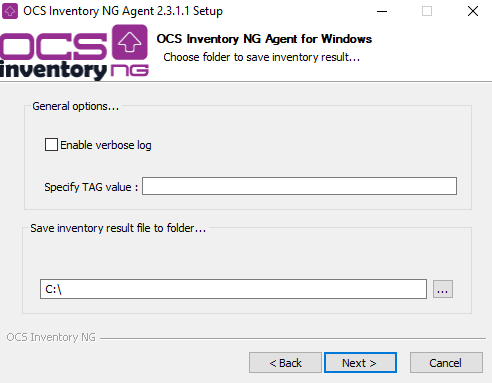 OCS Inventory NG Agent 2.3.1.1 Setup
OCS
inventory NG
OCS Inventory NG Agent for Windows
Choose folder to save inventory result...
General options...
Enable verbose log
Specify TAG value :
Save inventory result file to folder...
C:\
...
OCS Inventory NG
< Back
Next >
Cancel